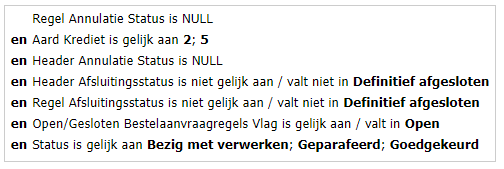 Regel Annulatie Status is NULL
en Aard Krediet is gelijk aan 2; 5
en Header Annulatie Status is NULL
en Header Afsluitingsstatus is niet gelijk aan / valt niet in Definitief afgesloten
en Regel Afsluitingsstatus is niet gelijk aan / valt niet in Definitief afgesloten
en Open/Gesloten Bestelaanvraagregels Vlag is gelijk aan / valt in Open
en Status is gelijk aan Bezig met verwerken; Geparafeerd; Goedgekeurd